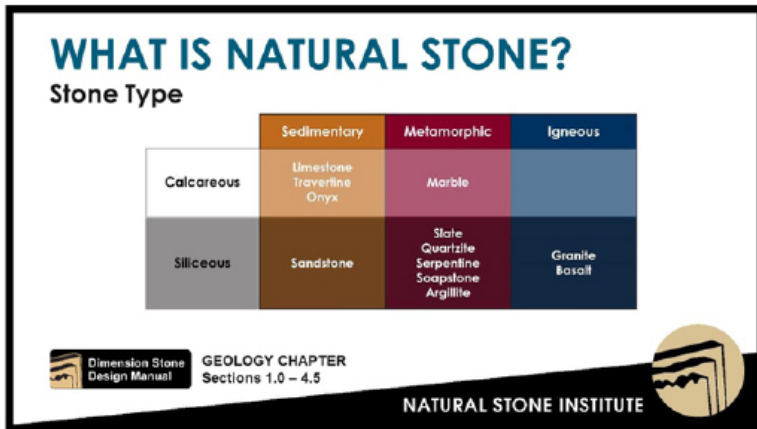 WHAT IS NATURAL STONE?
Stone Type
Sedimentary Metamorphic Igneous
Calcareous
Limestone
Travertine
Onyx
Marble
Siliceous
Sandstone
Slate
Quartzite
Serpentine
Soapstone
Argillite
Granite
Basalt
Dimension Stone
Design Manual
GEOLOGY CHAPTER
Sections 1.0 – 4.5
NATURAL STONE INSTITUTE